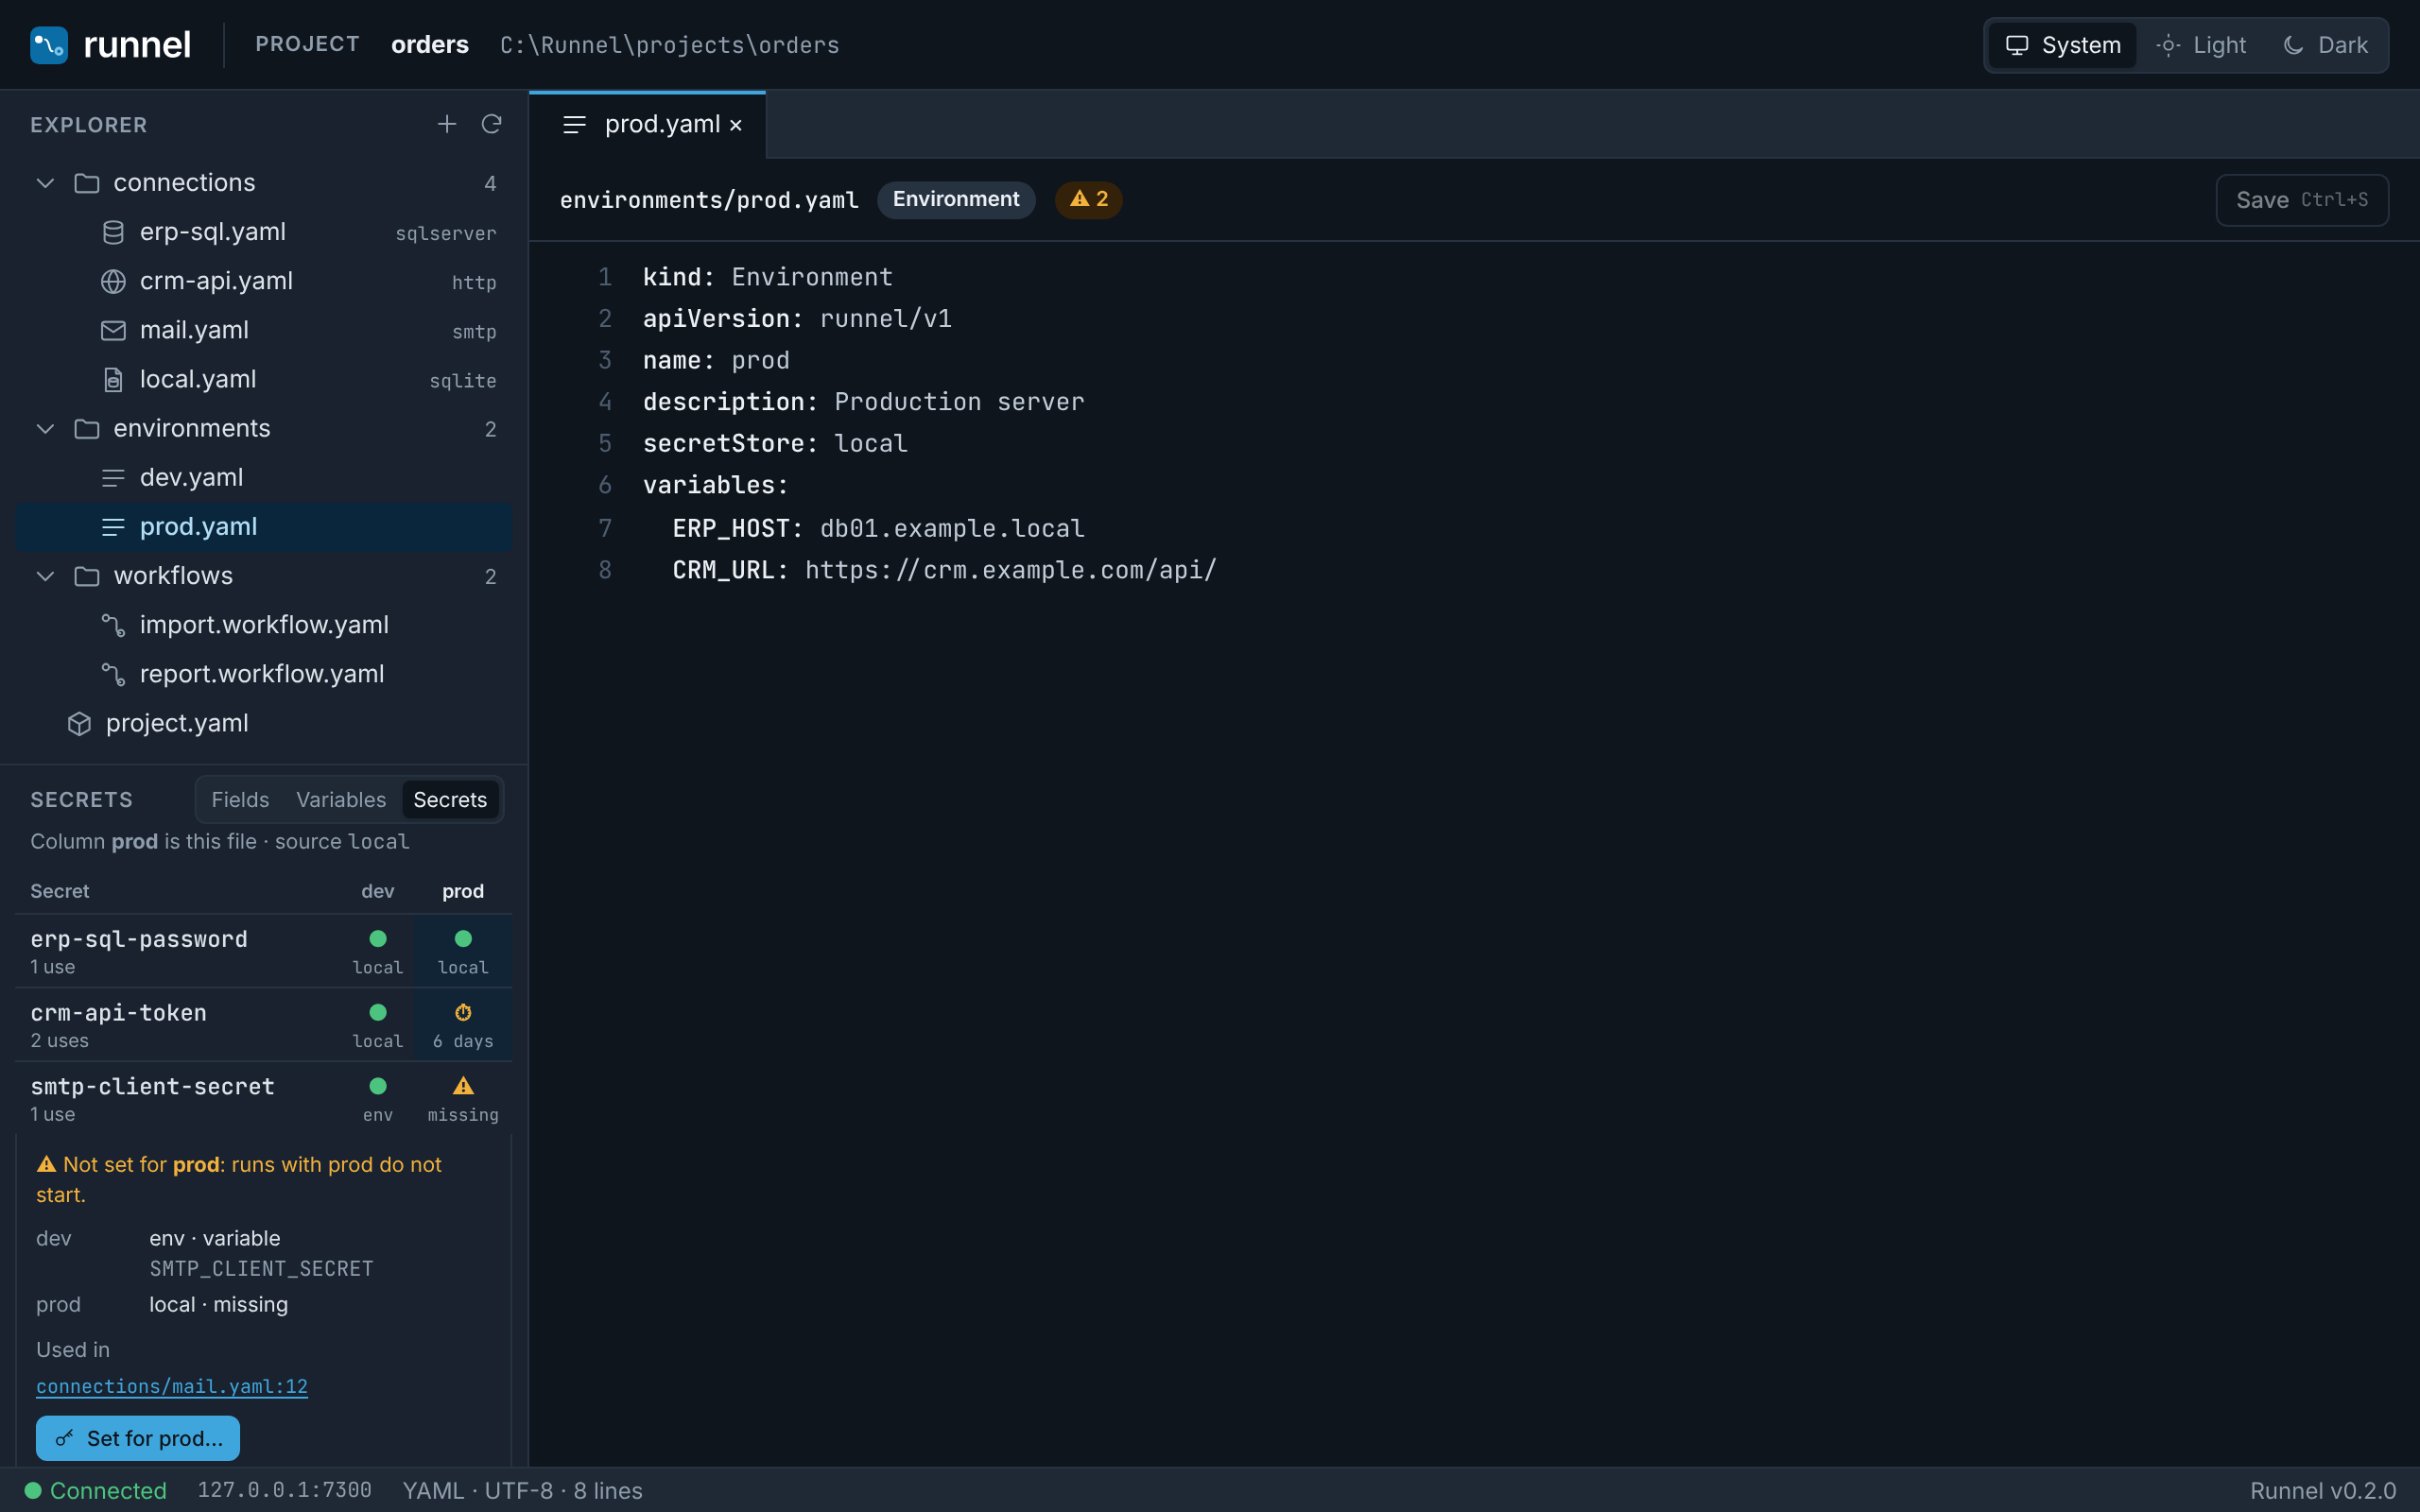 runnel PROJECT orders C:\Runnel\projects\orders System Light Dark
EXPLORER
connections 4
erp-sql.yaml sqlserver
crm-api.yaml http
mail.yaml smtp
local.yaml sqlite
environments 2
dev.yaml
prod.yaml
workflows 2
import.workflow.yaml
report.workflow.yaml
project.yaml
SECRETS Fields Variables Secrets
Column prod is this file · source local
Secret dev prod
erp-sql-password
1 use local local
crm-api-token
2 uses local 6 days
smtp-client-secret
1 use env missing
Not set for prod: runs with prod do not
start.
dev env · variable
SMTP_CLIENT_SECRET
prod local · missing
Used in
connections/mail.yaml:12
Set for prod...
prod.yaml ×
environments/prod.yaml Environment 2 Save Ctrl+S
1 kind: Environment
2 apiVersion: runnel/v1
3 name: prod
4 description: Production server
5 secretStore: local
6 variables:
7 ERP_HOST: db01.example.local
8 CRM_URL: https://crm.example.com/api/
Connected 127.0.0.1:7300 YAML · UTF-8 · 8 lines Runnel v0.2.0